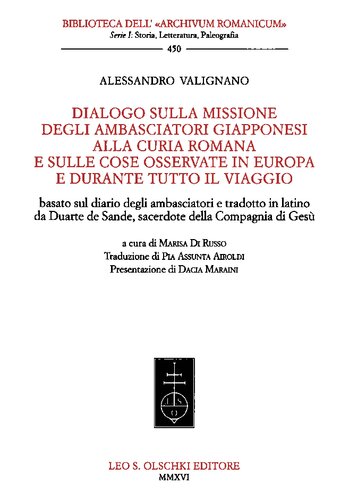 BIBLIOTECA DELL' «ARCHIVUM ROMANICUM»
Serie I: Storia, Letteratura, Paleografia
450
ALESSANDRO VALIGNANO
DIALOGO SULLA MISSIONE
DEGLI AMBASCIATORI GIAPPONESI
ALLA CURIA ROMANA
E SULLE COSE OSSERVATE IN EUROPA
E DURANTE TUTTO IL VIAGGIO
basato sul diario degli ambasciatori e tradotto in latino
da Duarte de Sande, sacerdote della Compagnia di Gesù
a cura di MARISA DI RUSSO
Traduzione di PIA ASSUNTA AIROLDI
Presentazione di DACIA MARAINI
LEO S. OLSCHKI EDITORE
MMXVI